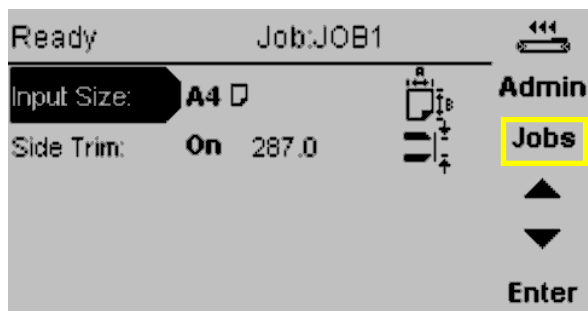 Ready Job:JOB1
Admin
Input Size: A4
A
B
Jobs
Side Trim: On 287.0
Enter